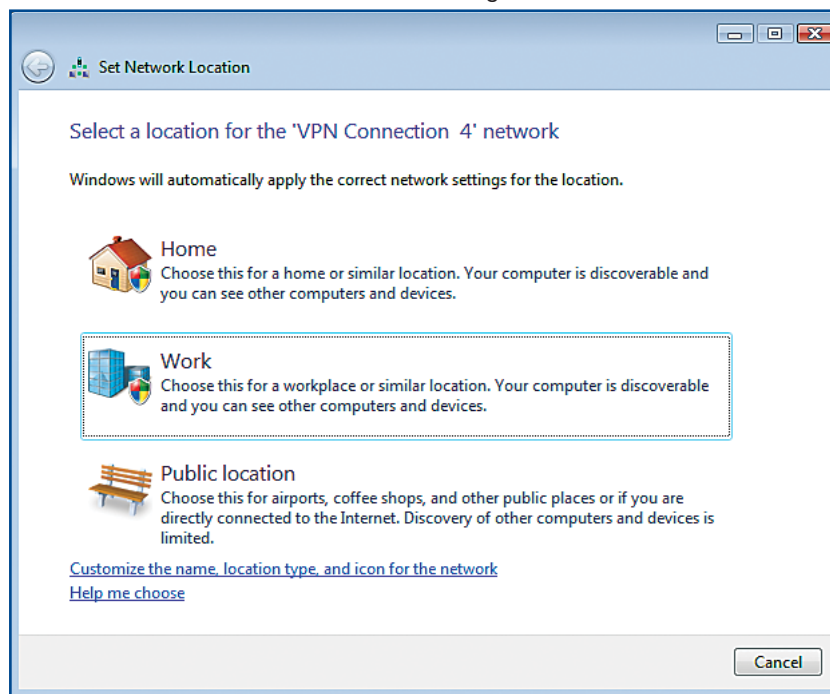 Set Network Location
Select a location for the 'VPN Connection  4' network
Windows will automatically apply the correct network settings for the location.
Home
Choose this for a home or similar location. Your computer is discoverable and
you can see other computers and devices.
Work
Choose this for a workplace or similar location. Your computer is discoverable
and you can see other computers and devices.
Public location
Choose this for airports, coffee shops, and other public places or if you are
directly connected to the Internet. Discovery of other computers and devices is
limited.
Customize the name, location type, and icon for the network
Help me choose
Cancel